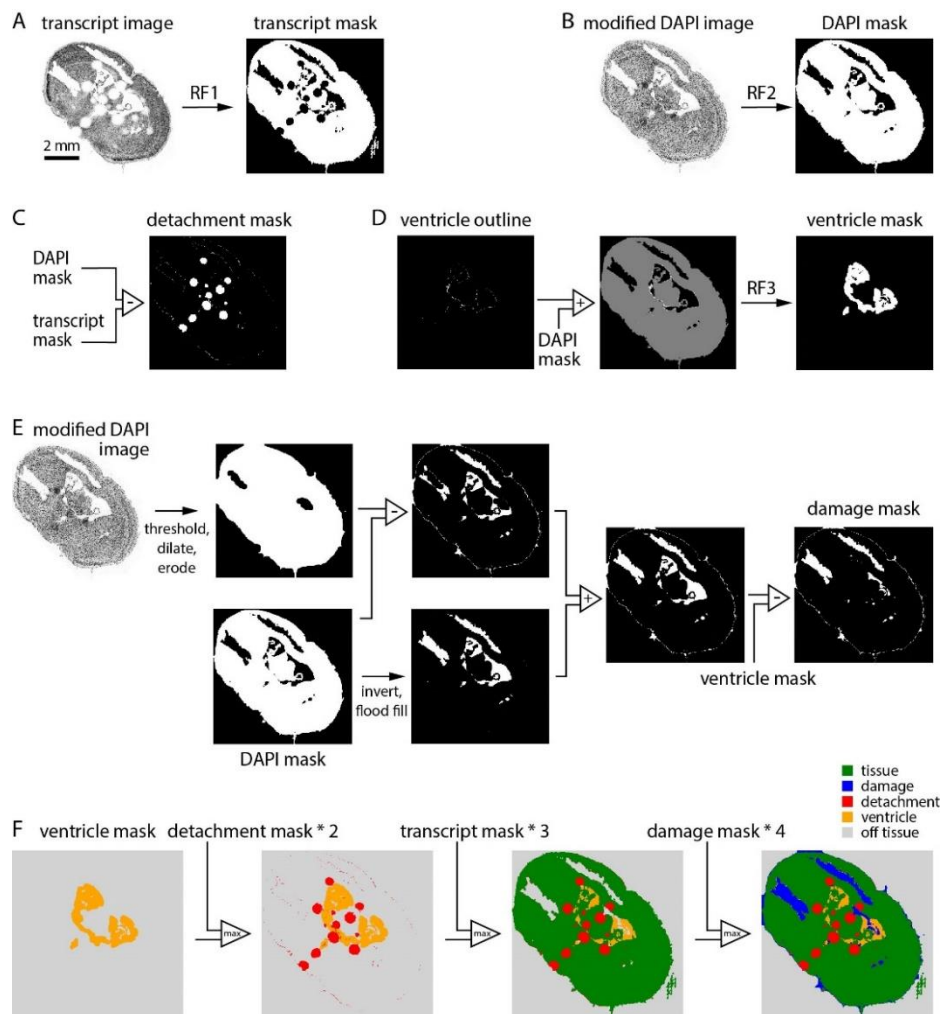 A
transcript image
transcript mask
RF1
2 mm
B
modified DAPI image
DAPI mask
RF2
C
detachment mask
DAPI
mask
-
transcript
mask
D
ventricle outline
ventricle mask
+
DAPI
mask
RF3
E
modified DAPI
image
threshold,
dilate,
erode
-
damage mask
+
-
invert,
flood fill
ventricle mask
DAPI mask
tissue
damage
detachment
ventricle
off tissue
F
ventricle mask
detachment mask * 2
transcript mask * 3
damage mask * 4
max
max
max